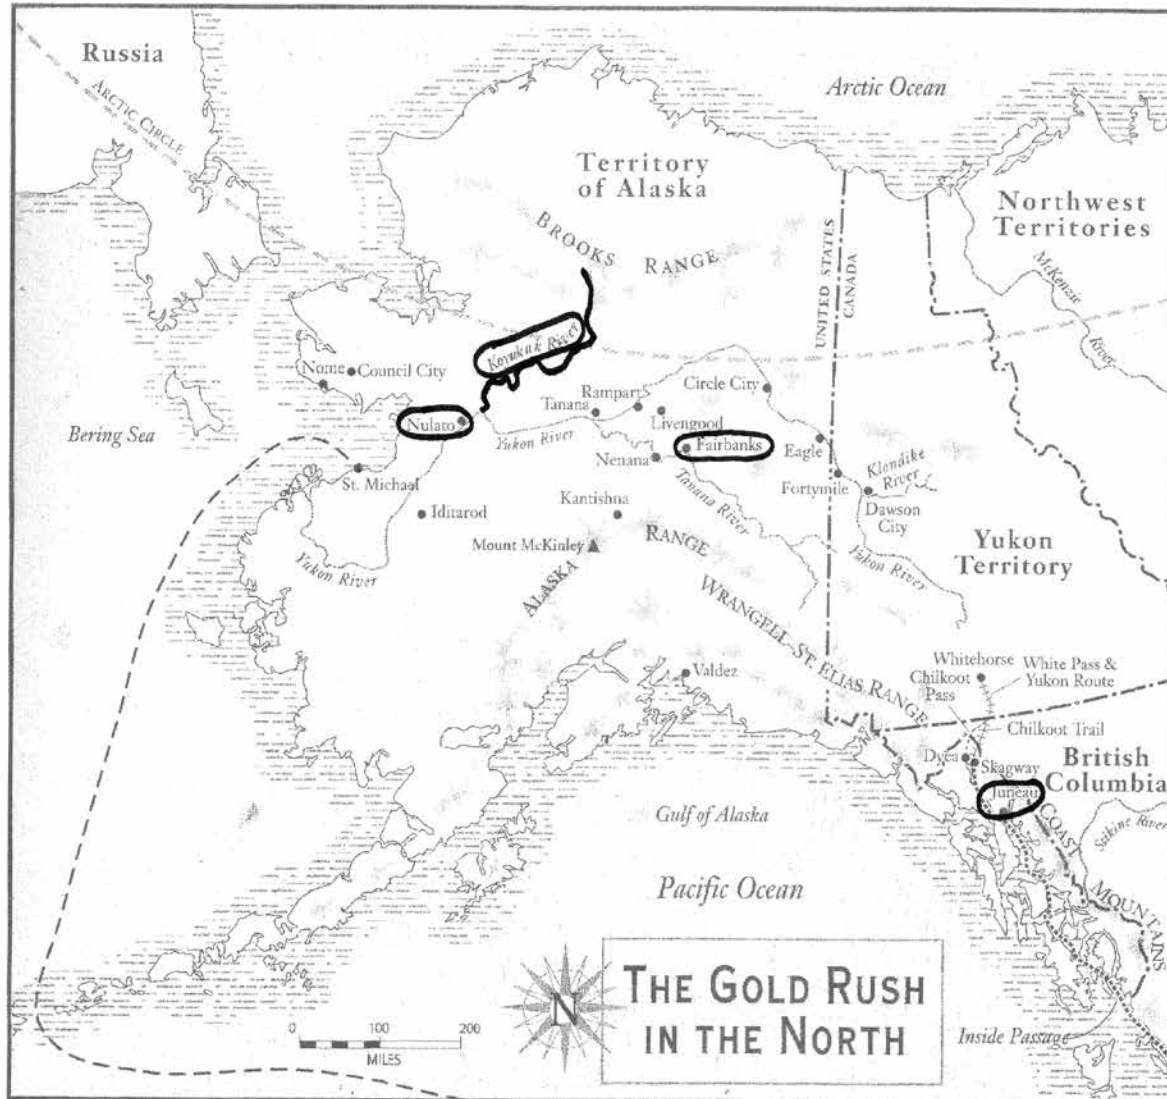 Russia
ARCTIC CIRCLE
Arctic Ocean
Territory
of Alaska
Northwest
Territories
BROOKS RANGE
UNITED STATES
CANADA
McKenzie River
Koyukuk River
Nome
Council City
Circle City
Rampart
Tanana
Livengood
Nulato
Yukon River
Fairbanks
Bering Sea
Nenana
Eagle
Klondike
River
St. Michael
Fortymile
Tanana River
Dawson
City
Iditarod
Kantishna
Mount McKinley
ALASKA RANGE
Yukon River
Yukon River
Yukon
Territory
WRANGELL-ST. ELIAS RANGE
Valdez
Whitehorse
Chilkoot
Pass
White Pass &
Yukon Route
Chilkoot Trail
Dyea
Skagway
British
Columbia
Juneau
COAST MOUNTAINS
Stikine River
Gulf of Alaska
Pacific Ocean
N
THE GOLD RUSH
IN THE NORTH
0 100 200
MILES
Inside Passage